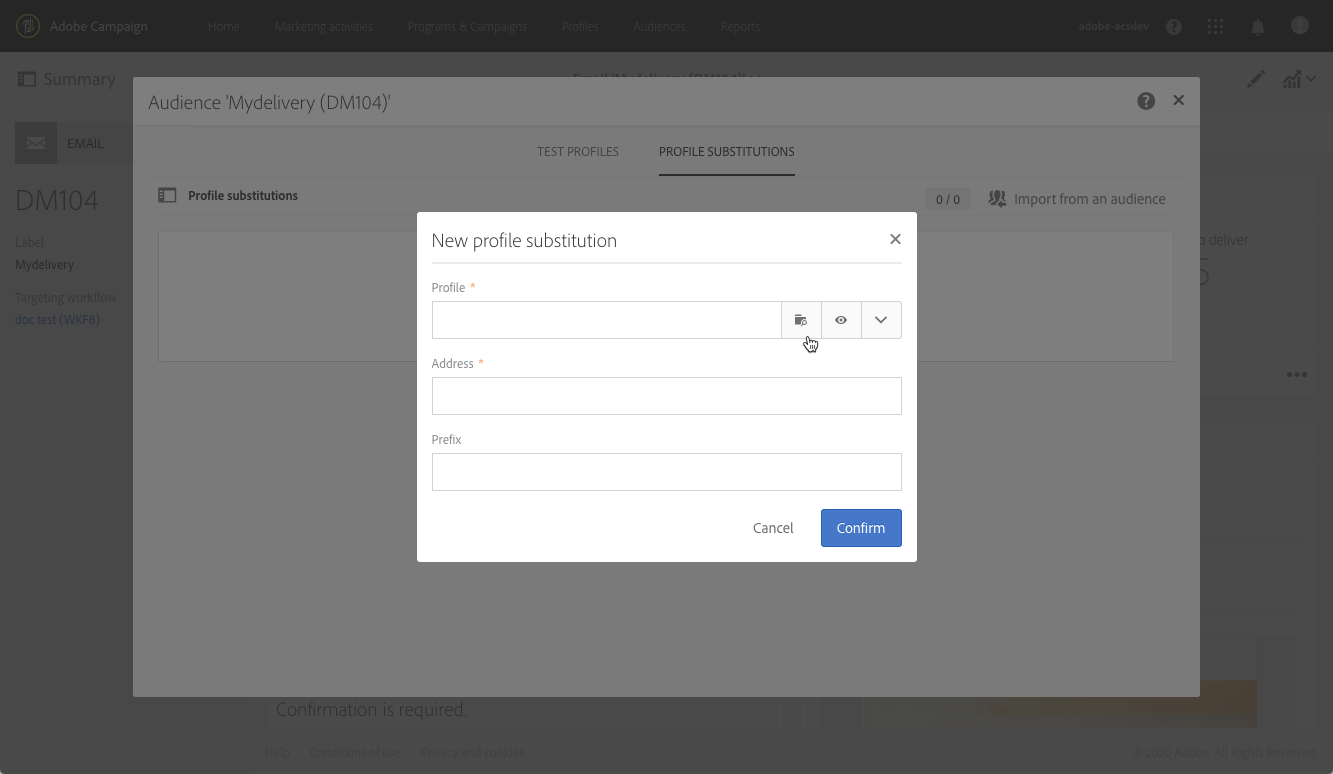 Adobe Campaign
Home
Marketing activities
Programs & Campaigns
Profiles
Audiences
Reports
adobe-acsdev
Summary
Audience 'Mydelivery (DM104)'
EMAIL
TEST PROFILES
PROFILE SUBSTITUTIONS
DM104
Profile substitutions
0 / 0
Import from an audience
Label
Mydelivery
Targeting workflow
doc test (WKF8)
deliver
New profile substitution
Profile *
Address *
Prefix
Cancel
Confirm
Confirmation is required.
Help
Conditions of use
Privacy and cookies
© 2020 Adobe. All Rights Reserved.